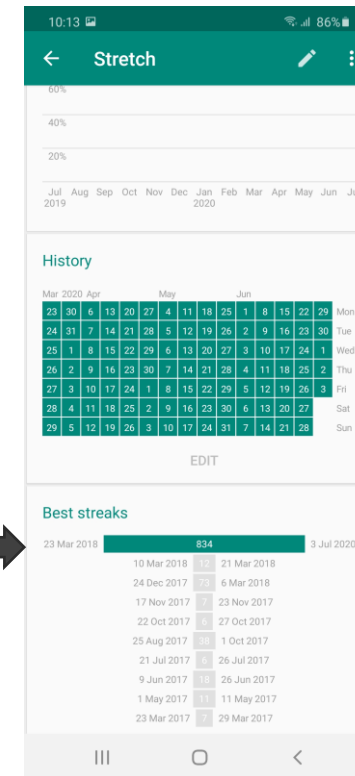 10:13 86%
Stretch
60%
40%
20%
Jul Aug Sep Oct Nov Dec Jan Feb Mar Apr May Jun Ju
2019 2020
History
Mar 2020 Apr May Jun
23 30 6 13 20 27 4 11 18 25 1 8 15 22 29 Mon
24 31 7 14 21 28 5 12 19 26 2 9 16 23 30 Tue
25 1 8 15 22 29 6 13 20 27 3 10 17 24 1 Wed
26 2 9 16 23 30 7 14 21 28 4 11 18 25 2 Thu
27 3 10 17 24 1 8 15 22 29 5 12 19 26 3 Fri
28 4 11 18 25 2 9 16 23 30 6 13 20 27 Sat
29 5 12 19 26 3 10 17 24 31 7 14 21 28 Sun
EDIT
Best streaks
23 Mar 2018 834 3 Jul 2020
10 Mar 2018 12 21 Mar 2018
24 Dec 2017 73 6 Mar 2018
17 Nov 2017 7 23 Nov 2017
22 Oct 2017 6 27 Oct 2017
25 Aug 2017 38 1 Oct 2017
21 Jul 2017 6 26 Jul 2017
9 Jun 2017 18 26 Jun 2017
1 May 2017 11 11 May 2017
23 Mar 2017 7 29 Mar 2017